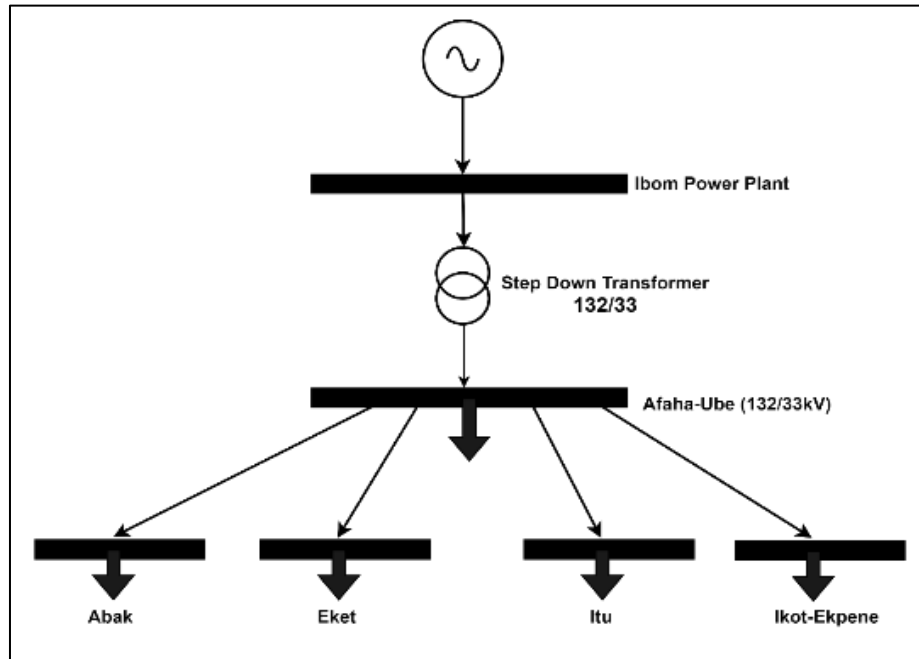 Ibom Power Plant
Step Down Transformer
132/33
Afaha-Ube (132/33kV)
Abak
Eket
Itu
Ikot-Ekpene